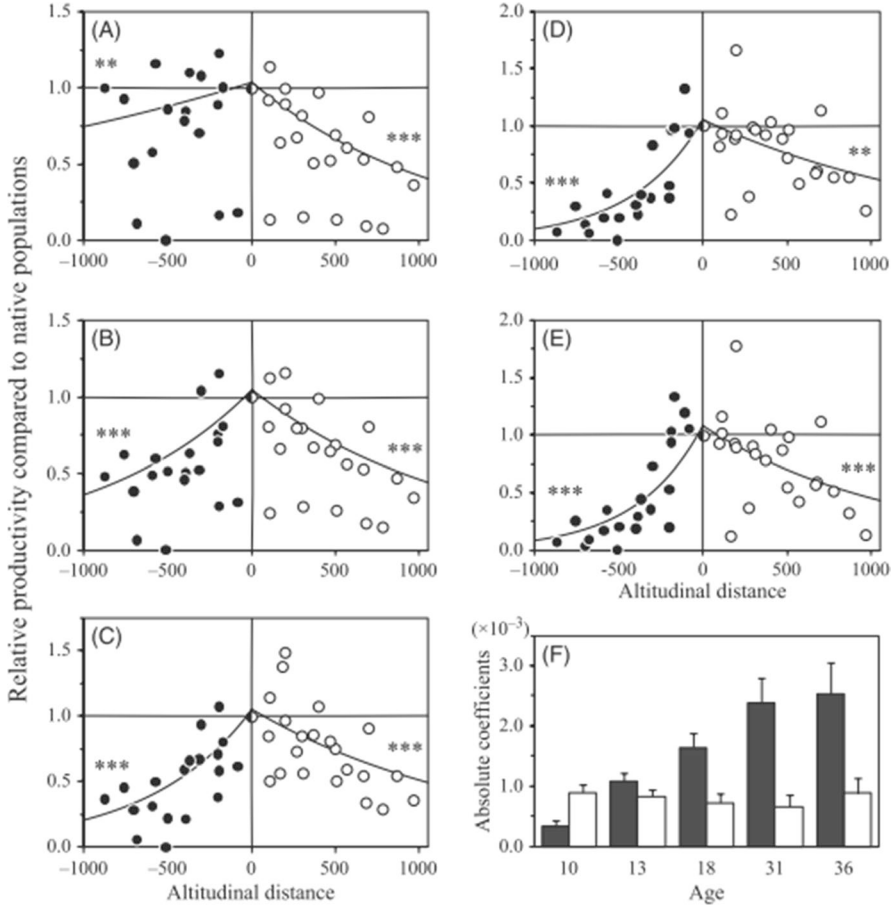 Relative productivity compared to native populations
(A)
1.5
1.0
0.5
0.0
**
***
−1000 −500 0 500 1000
(B)
1.5
1.0
0.5
0.0
***
***
−1000 −500 0 500 1000
(C)
1.5
1.0
0.5
0.0
***
***
−1000 −500 0 500 1000
Altitudinal distance
(D)
2.0
1.5
1.0
0.5
0.0
***
**
−1000 −500 0 500 1000
(E)
2.0
1.5
1.0
0.5
0.0
***
***
−1000 -500 0 500 1000
Altitudinal distance
(×10⁻³)
(F)
3.0
2.0
1.0
0.0
Absolute coefficients
10 13 18 31 36
Age